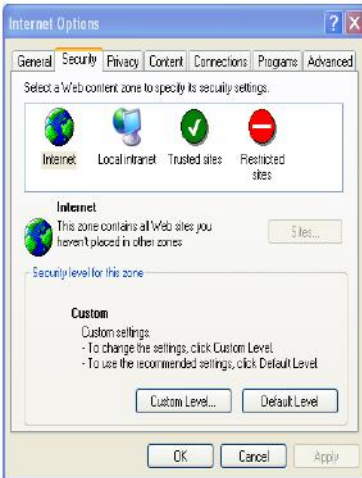 Internet Options
General Security Privacy Content Connections Programs Advanced
Select a Web content zone to specify its security settings.
Internet Local intranet Trusted sites Restricted sites
Internet
This zone contains all Web sites you
haven't placed in other zones
Sites...
Security level for this zone
Custom
Custom settings.
- To change the settings, click Custom Level.
- To use the recommended settings, click Default Level.
Custom Level... Default Level
OK Cancel Apply